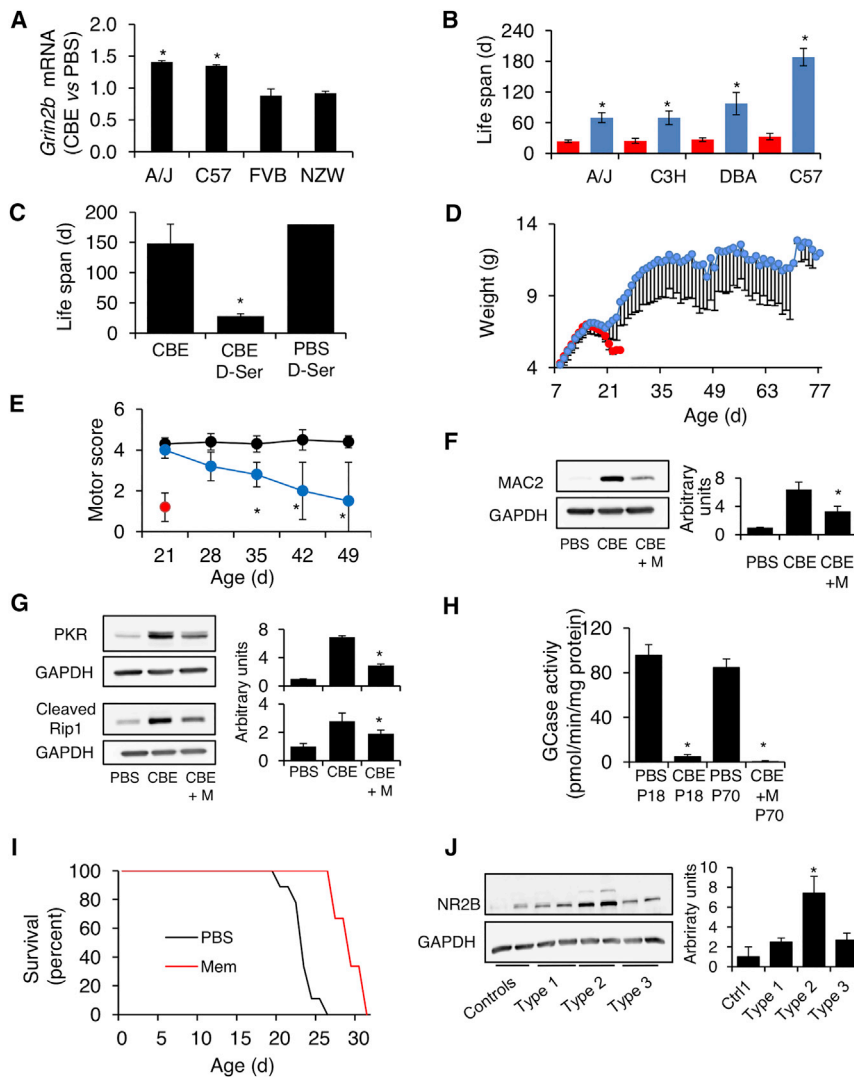 A
Grin2b mRNA
(CBE vs PBS)
2.0
1.5
1.0
0.5
0.0
*
*
A/J
C57
FVB
NZW
B
Life span (d)
240
180
120
60
0
*
*
*
*
A/J
C3H
DBA
C57
C
Life span (d)
200
150
100
50
0
*
CBE
CBE
D-Ser
PBS
D-Ser
D
Weight (g)
14
9
4
7
21
35
49
63
77
Age (d)
E
Motor score
6
4
2
0
*
*
*
21
28
35
42
49
Age (d)
F
MAC2
GAPDH
PBS
CBE
CBE
+ M
Arbitrary
units
10
8
6
4
2
0
*
PBS
CBE
CBE
+M
G
PKR
GAPDH
Cleaved
Rip1
GAPDH
PBS
CBE
CBE
+ M
Arbitrary units
8
4
0
*
4
2
0
*
PBS
CBE
CBE
+ M
H
GCase activiy
(pmol/min/mg protein)
120
80
40
0
*
*
PBS
P18
CBE
P18
PBS
P70
CBE
+M
P70
I
Survival
(percent)
100
80
60
40
20
0
PBS
Mem
0
5
10
15
20
25
30
Age (d)
J
NR2B
GAPDH
Controls
Type 1
Type 2
Type 3
Arbriraty units
10
8
6
4
2
0
*
Ctrl1
Type 1
Type 2
Type 3